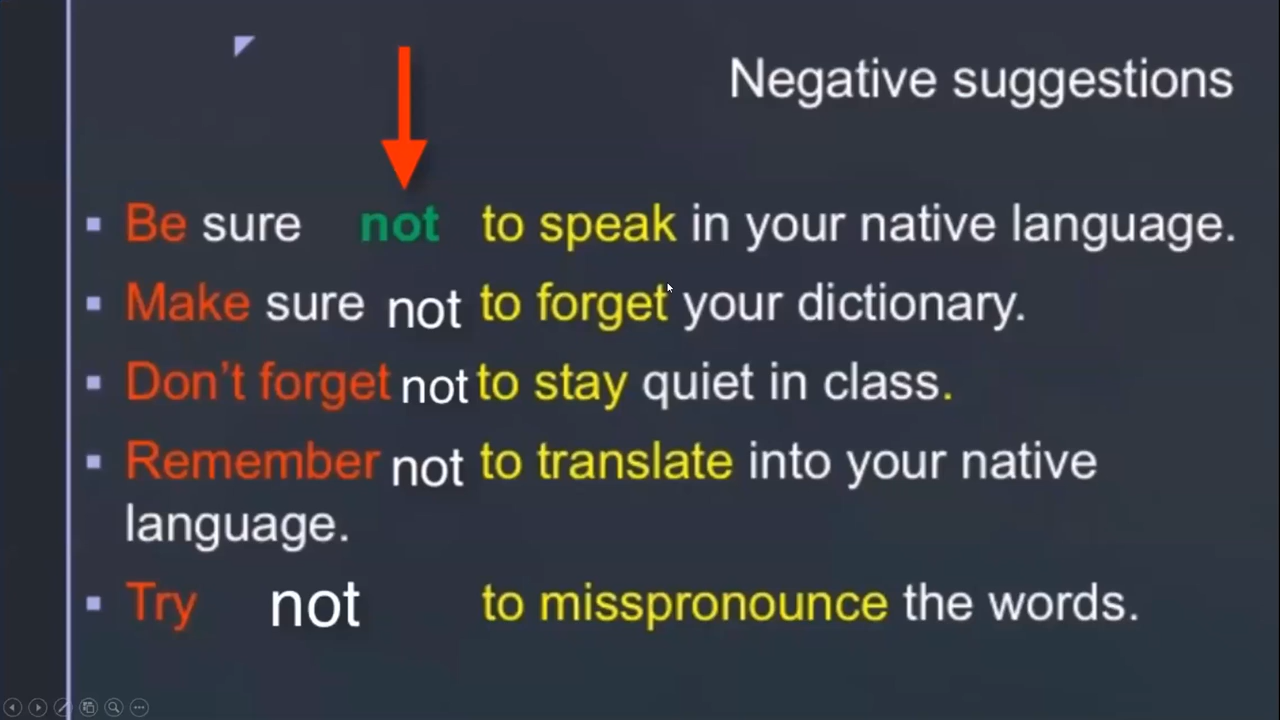 Negative suggestions
▪ Be sure not to speak in your native language.
▪ Make sure not to forget your dictionary.
▪ Don't forget not to stay quiet in class.
▪ Remember not to translate into your native
language.
▪ Try not to misspronounce the words.